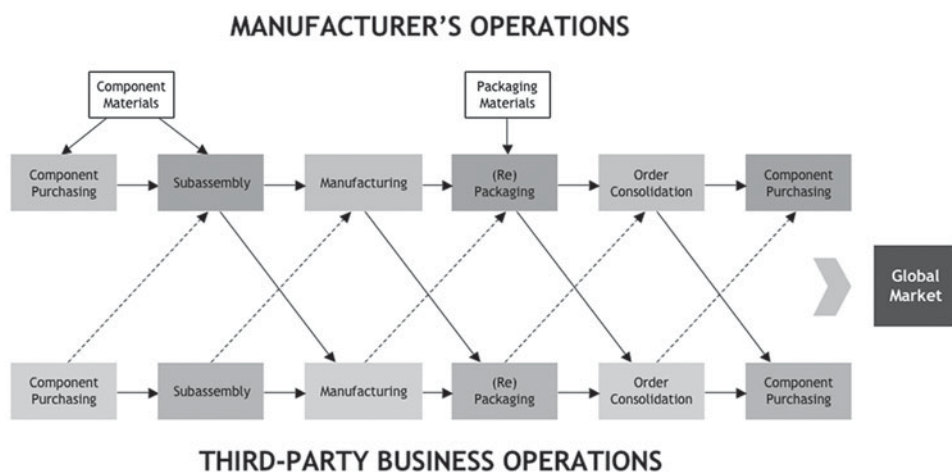 MANUFACTURER’S OPERATIONS
Component
Materials
Packaging
Materials
Component
Purchasing
Subassembly
Manufacturing
(Re)
Packaging
Order
Consolidation
Component
Purchasing
Global
Market
Component
Purchasing
Subassembly
Manufacturing
(Re)
Packaging
Order
Consolidation
Component
Purchasing
THIRD-PARTY BUSINESS OPERATIONS